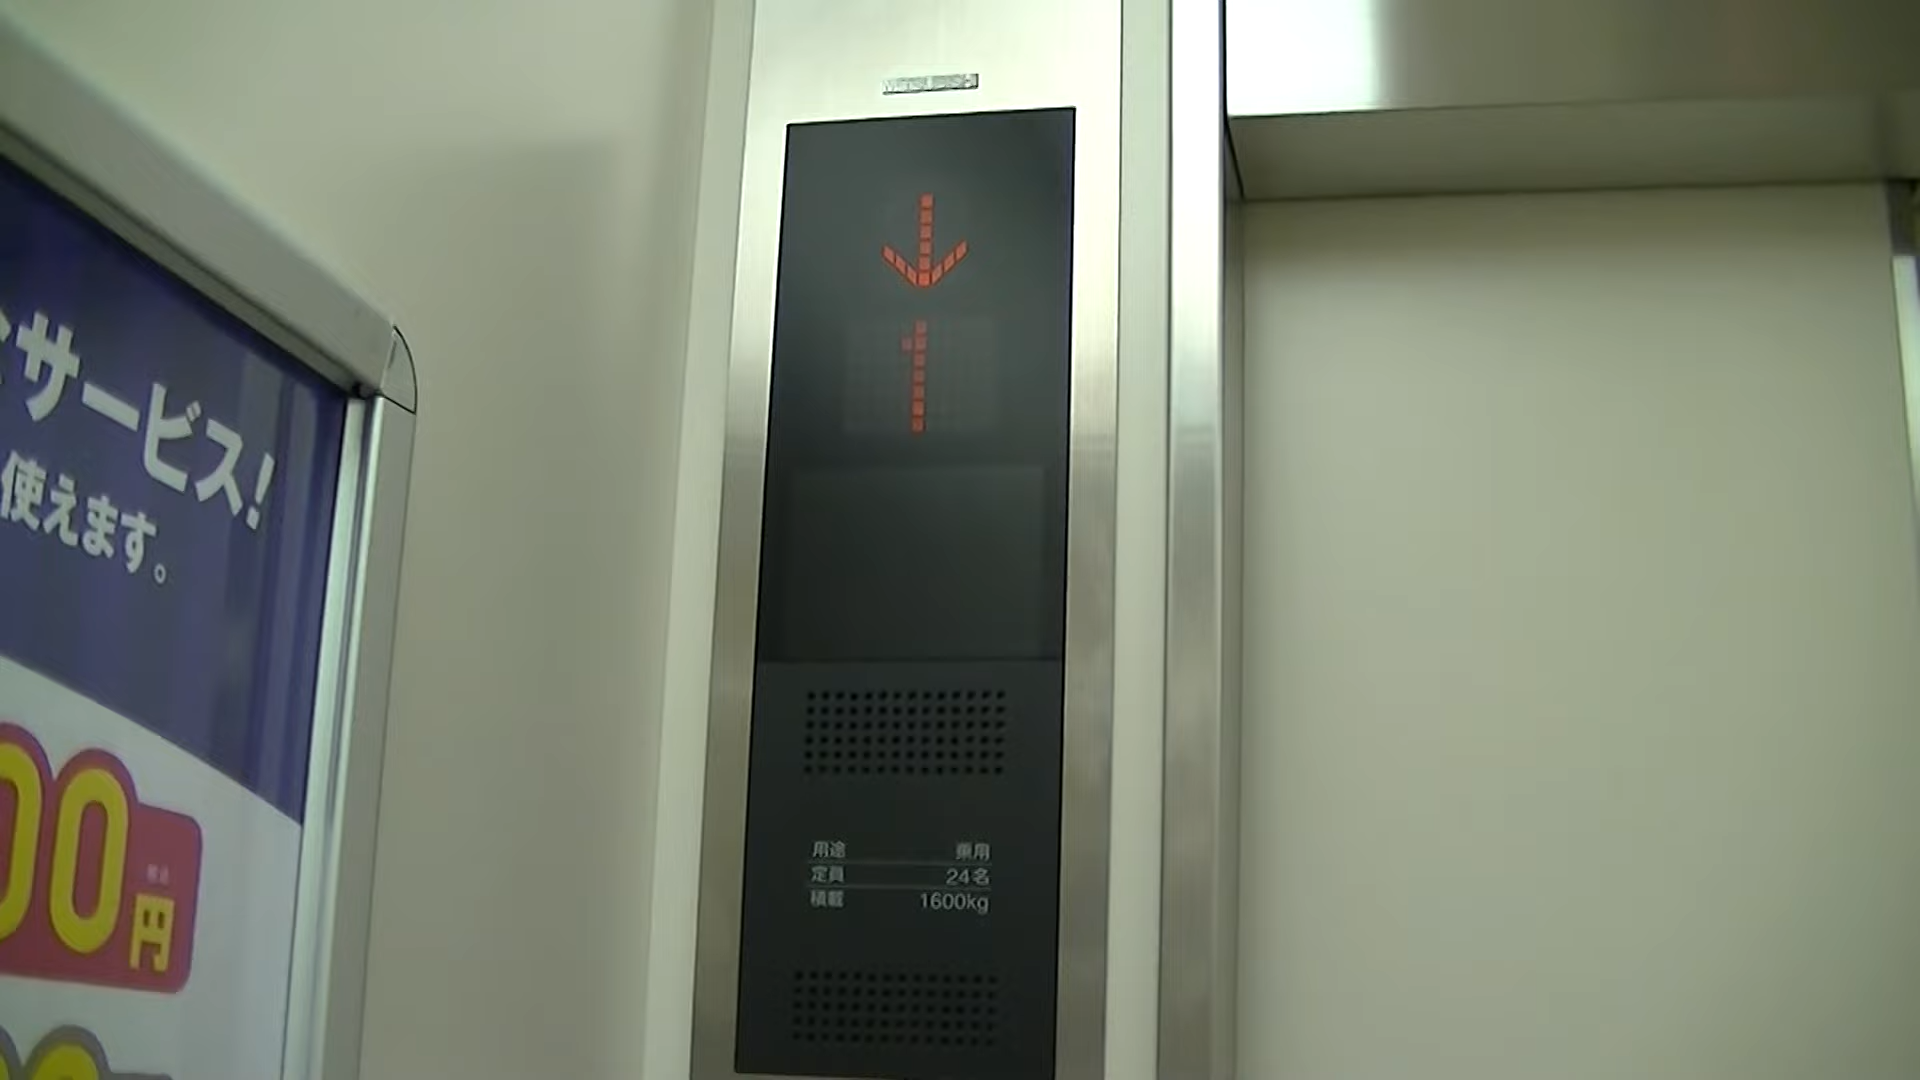 サービス!
使えます。
00円
1
用途 乗用
定員 24名
積載 1600kg